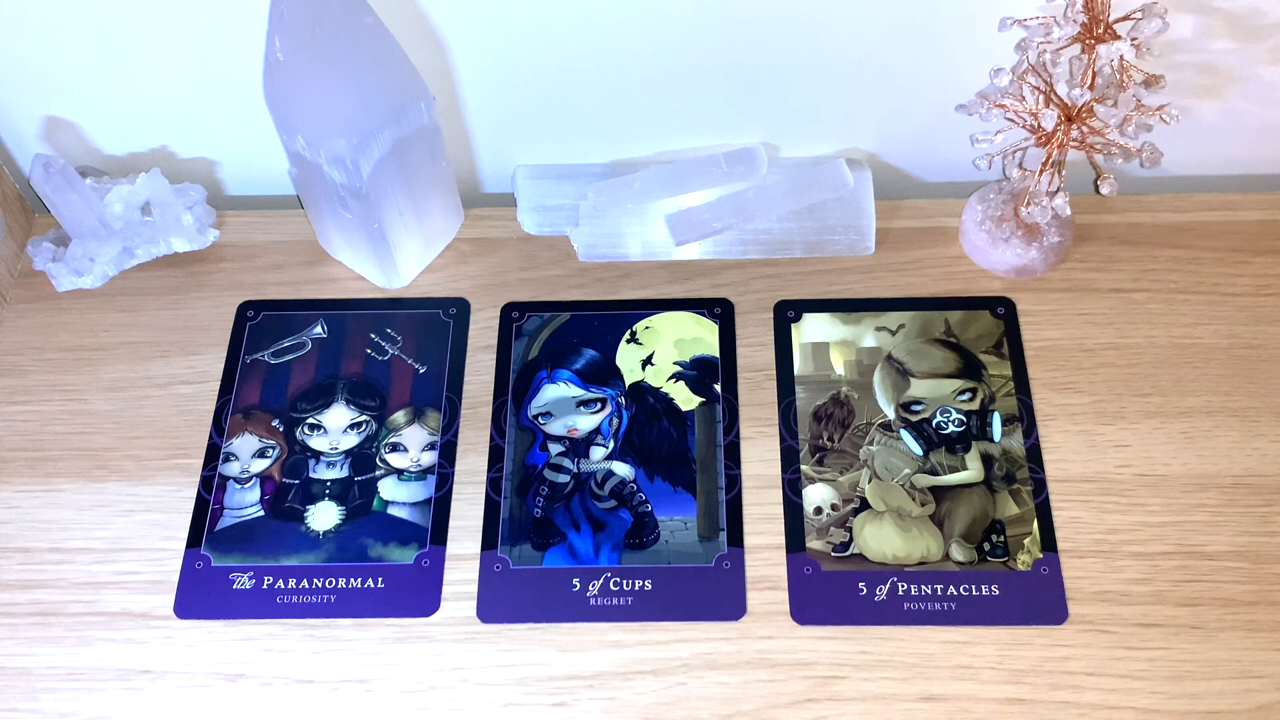 The PARANORMAL
CURIOSITY
5 of CUPS
REGRET
5 of PENTACLES
POVERTY